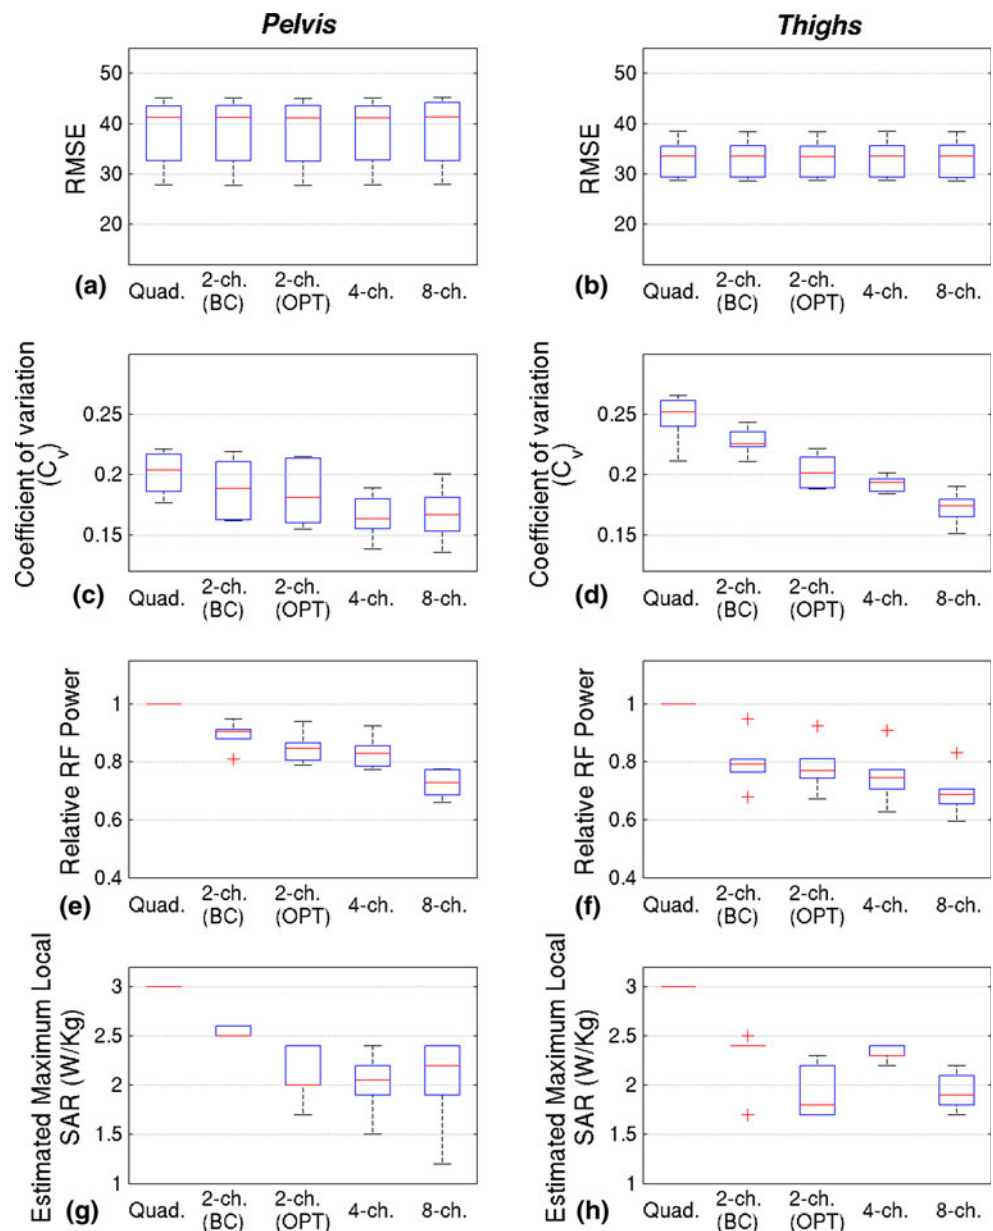 Pelvis
Thighs
RMSE
50
40
30
20
(a)
Quad.
2-ch.
(BC)
2-ch.
(OPT)
4-ch.
8-ch.
RMSE
50
40
30
20
(b)
Quad.
2-ch.
(BC)
2-ch.
(OPT)
4-ch.
8-ch.
Coefficient of variation
(Cv)
0.25
0.2
0.15
(c)
Quad.
2-ch.
(BC)
2-ch.
(OPT)
4-ch.
8-ch.
Coefficient of variation
(Cv)
0.25
0.2
0.15
(d)
Quad.
2-ch.
(BC)
2-ch.
(OPT)
4-ch.
8-ch.
Relative RF Power
1
0.8
0.6
0.4
(e)
Quad.
2-ch.
(BC)
2-ch.
(OPT)
4-ch.
8-ch.
Relative RF Power
1
0.8
0.6
0.4
(f)
Quad.
2-ch.
(BC)
2-ch.
(OPT)
4-ch.
8-ch.
Estimated Maximum Local
SAR (W/Kg)
3
2.5
2
1.5
1
(g)
Quad.
2-ch.
(BC)
2-ch.
(OPT)
4-ch.
8-ch.
Estimated Maximum Local
SAR (W/Kg)
3
2.5
2
1.5
1
(h)
Quad.
2-ch.
(BC)
2-ch.
(OPT)
4-ch.
8-ch.